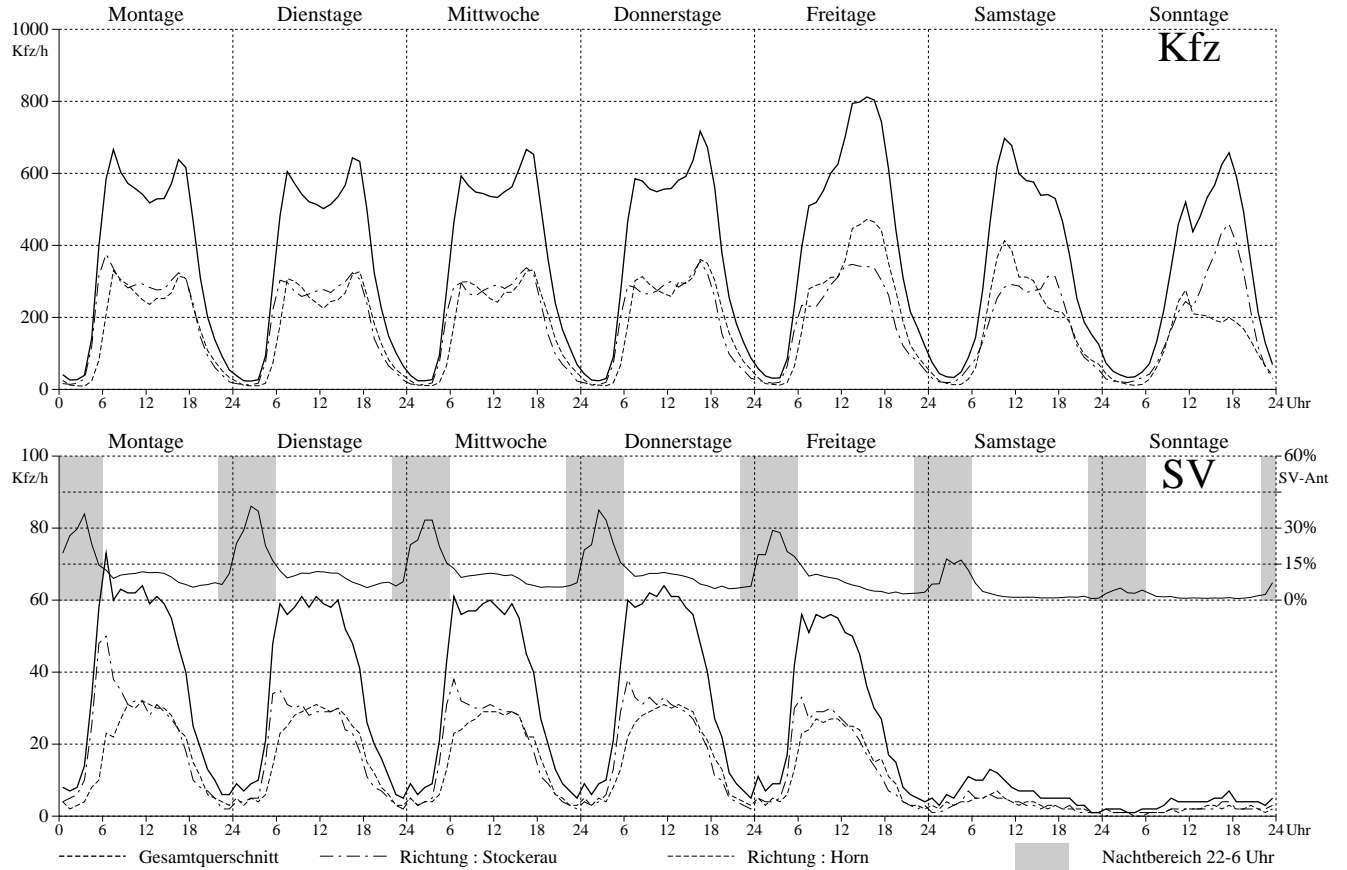 Montage Dienstage Mittwoche Donnerstage Freitage Samstage Sonntage
1000
Kfz/h
Kfz
800
600
400
200
0
0 6 12 18 24 6 12 18 24 6 12 18 24 6 12 18 24 6 12 18 24 6 12 18 24 6 12 18 24 Uhr
Montage Dienstage Mittwoche Donnerstage Freitage Samstage Sonntage
100 60%
Kfz/h SV SV-Ant
80 30%
15%
60 0%
40
20
0
0 6 12 18 24 6 12 18 24 6 12 18 24 6 12 18 24 6 12 18 24 6 12 18 24 6 12 18 24 Uhr
Gesamtquerschnitt Richtung : Stockerau Richtung : Horn Nachtbereich 22-6 Uhr